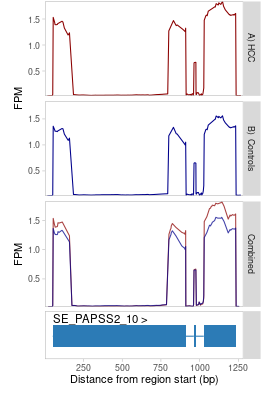 1.5
1.0
0.5
A) HCC
FPM
1.5
1.0
0.5
B) Controls
1.5
1.0
0.5
Combined
FPM
SE_PAPSS2_10 >
250
500
750
1000
1250
Distance from region start (bp)